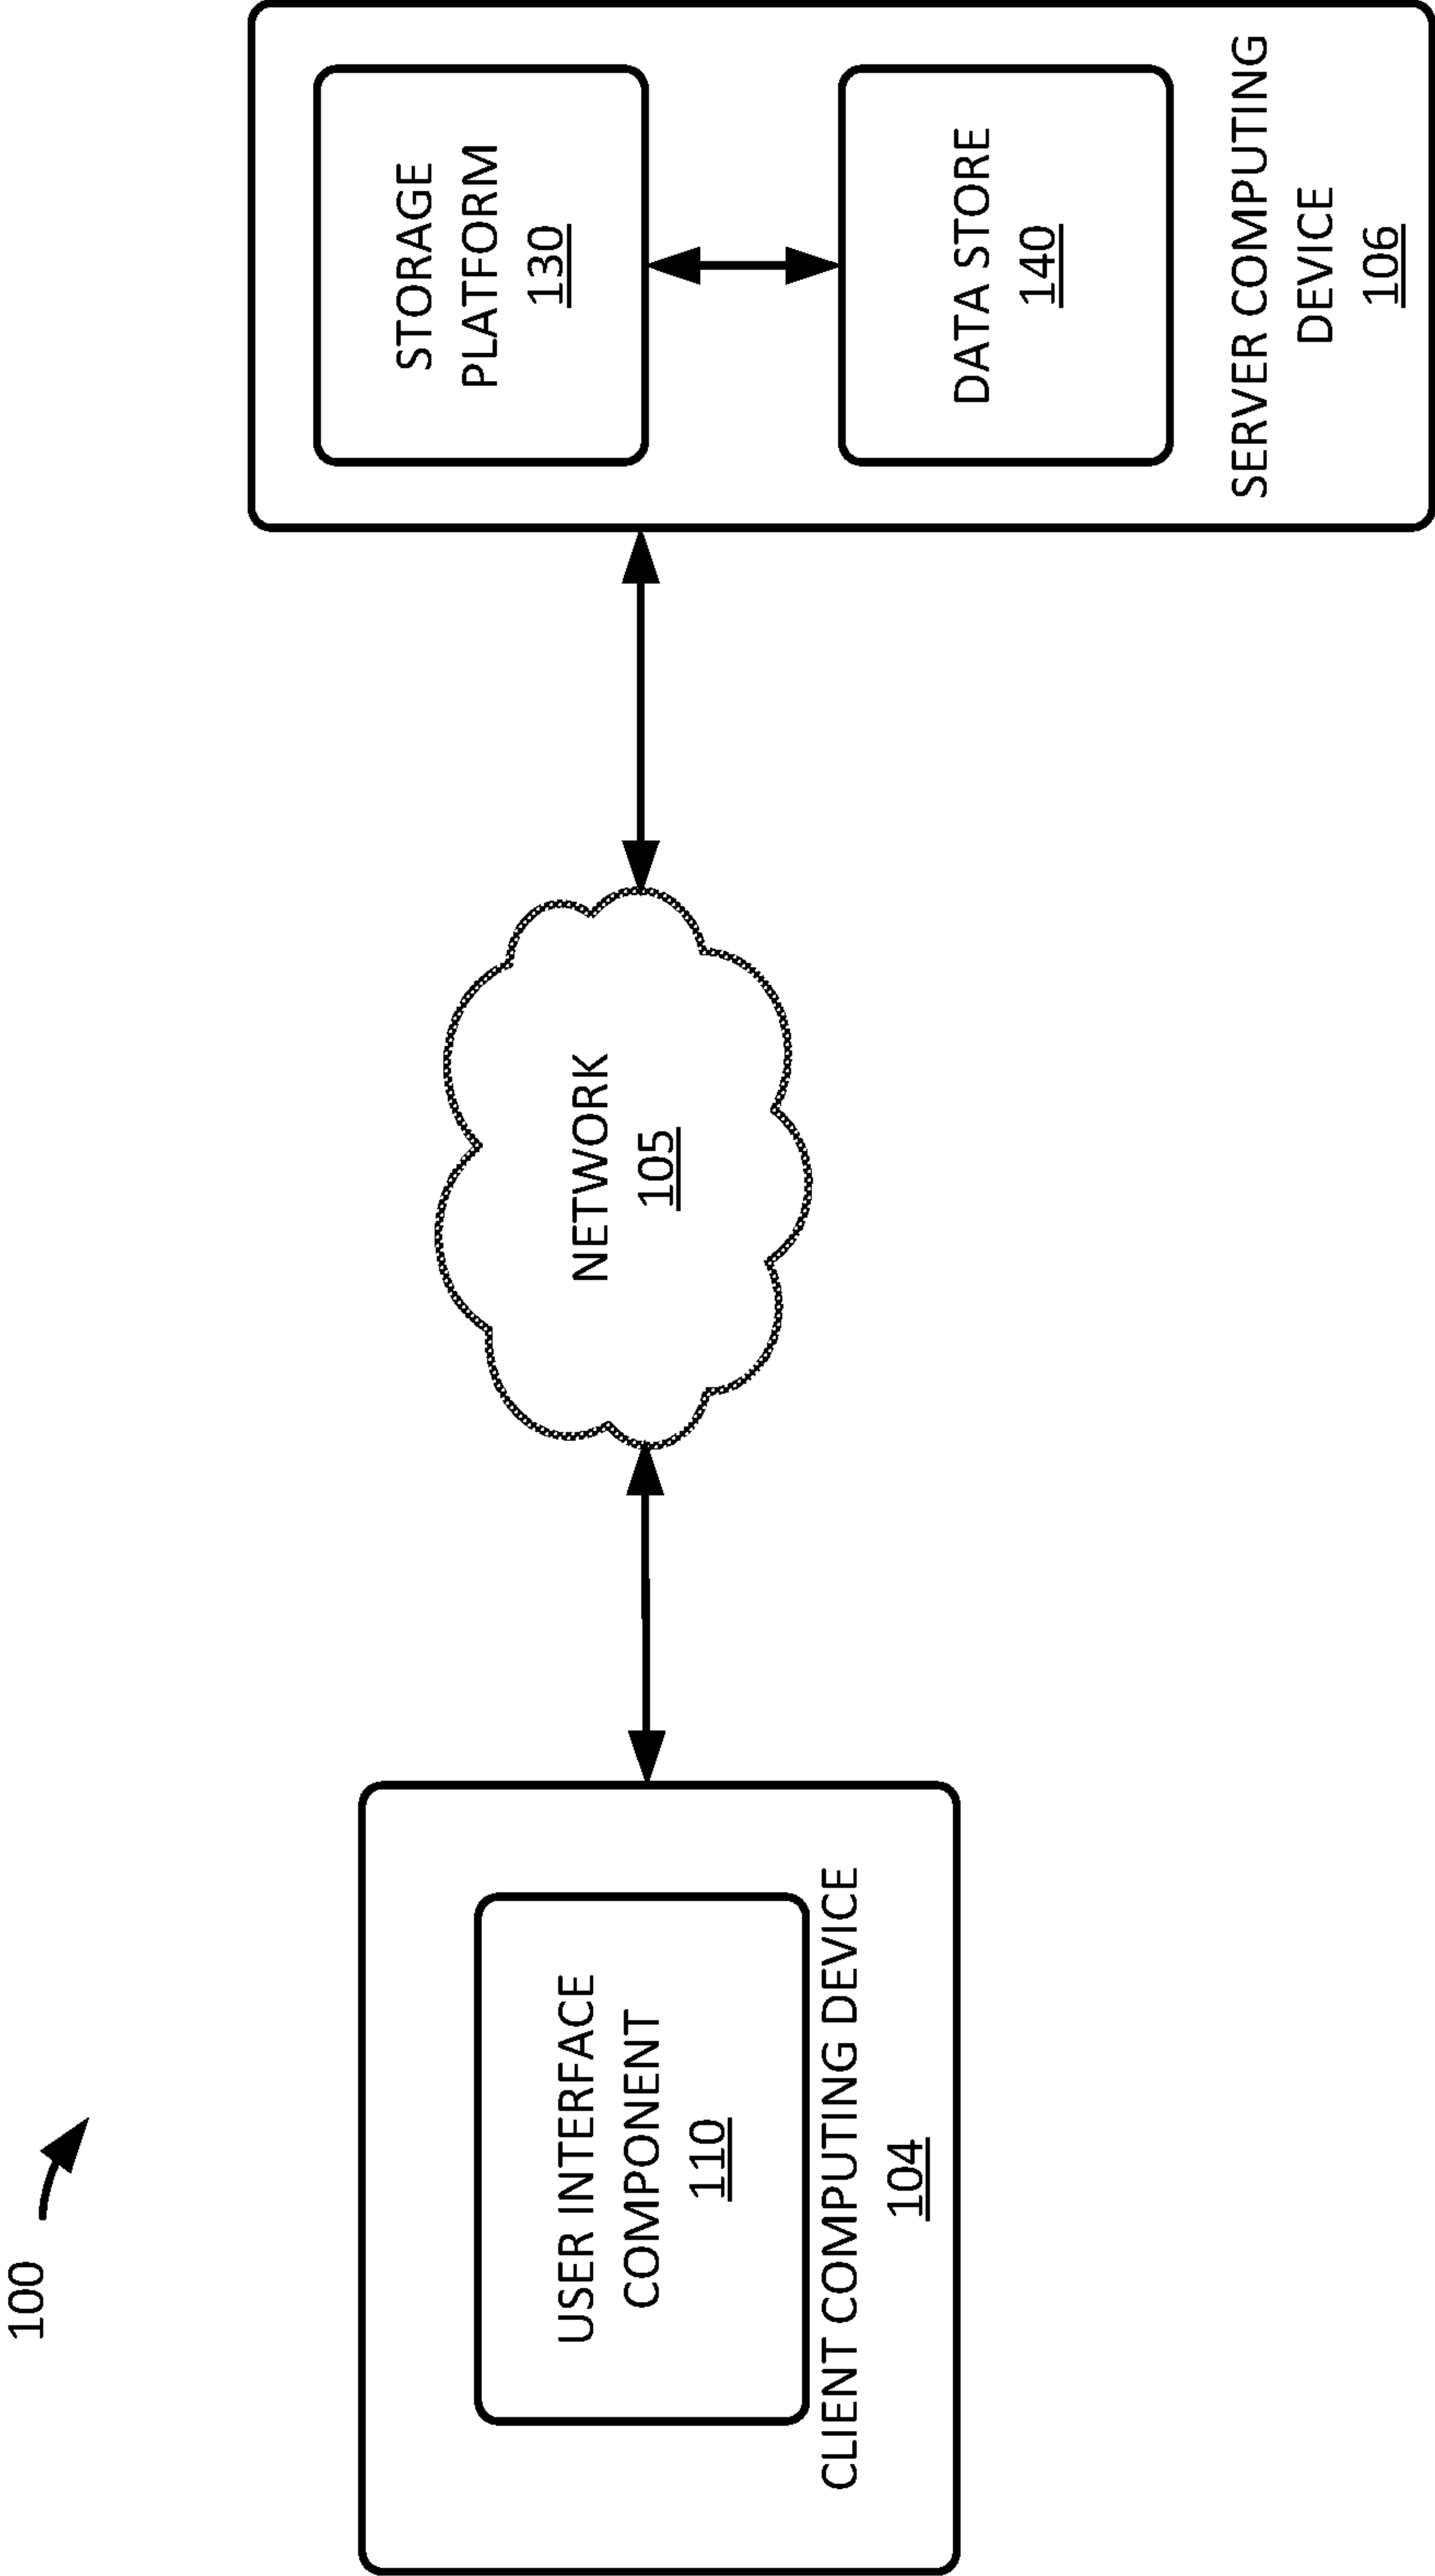 100
USER INTERFACE
COMPONENT
110
CLIENT COMPUTING DEVICE
104
NETWORK
105
STORAGE
PLATFORM
130
DATA STORE
140
SERVER COMPUTING
DEVICE
106